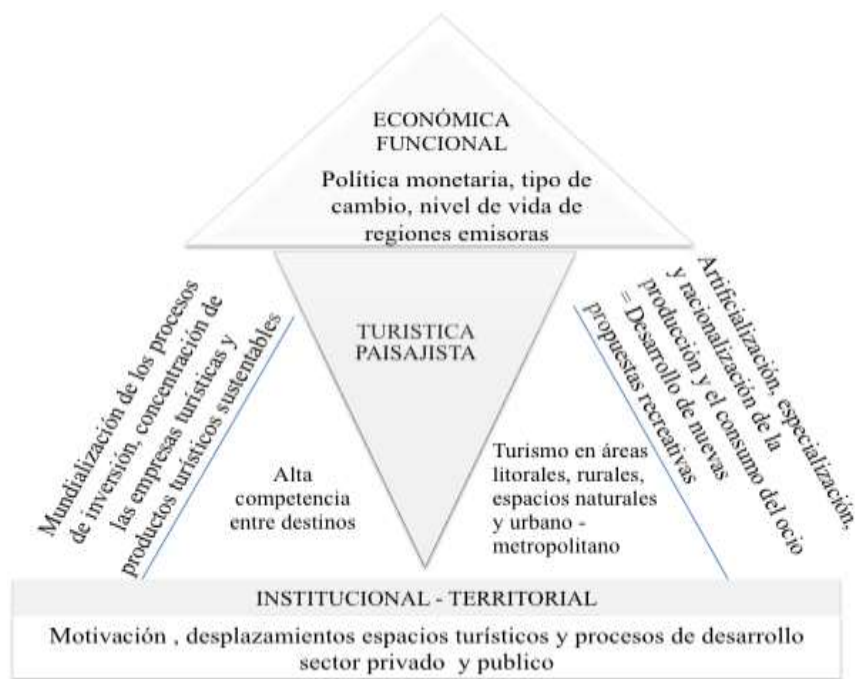 ECONÓMICA
FUNCIONAL
Política monetaria, tipo de
cambo, nivel de vida de
regiones emisoras
TURISTICA
PAISAJISTA
Mundialización de los procesos
de inversión, concentración de
las empresas turísticas y
productos turísticos sustentables
Alta
competencia
entre destinos
Turismo en áreas
litorales, rurales,
espacios naturales
y urbano -
metropolitano
Artificialización, especialización,
y racionalización de la
producción y el consumo del ocio
= Desarrollo de nuevas
propuestas recreativas
INSTITUCIONAL - TERRITORIAL
Motivación , desplazamientos espacios turísticos y procesos de desarrollo
sector privado y publico